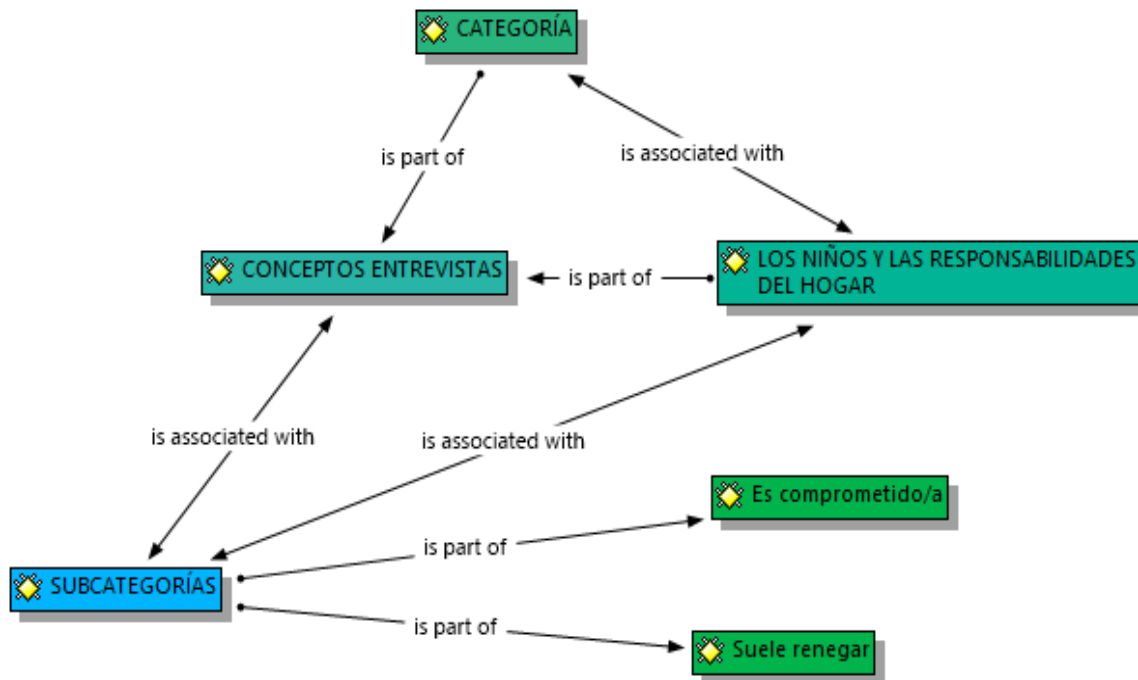 CATEGORÍA
is part of
is associated with
CONCEPTOS ENTREVISTAS
is part of
LOS NIÑOS Y LAS RESPONSABILIDADES
DEL HOGAR
is associated with
is associated with
Es comprometido/a
is part of
SUBCATEGORÍAS
is part of
Suele renegar